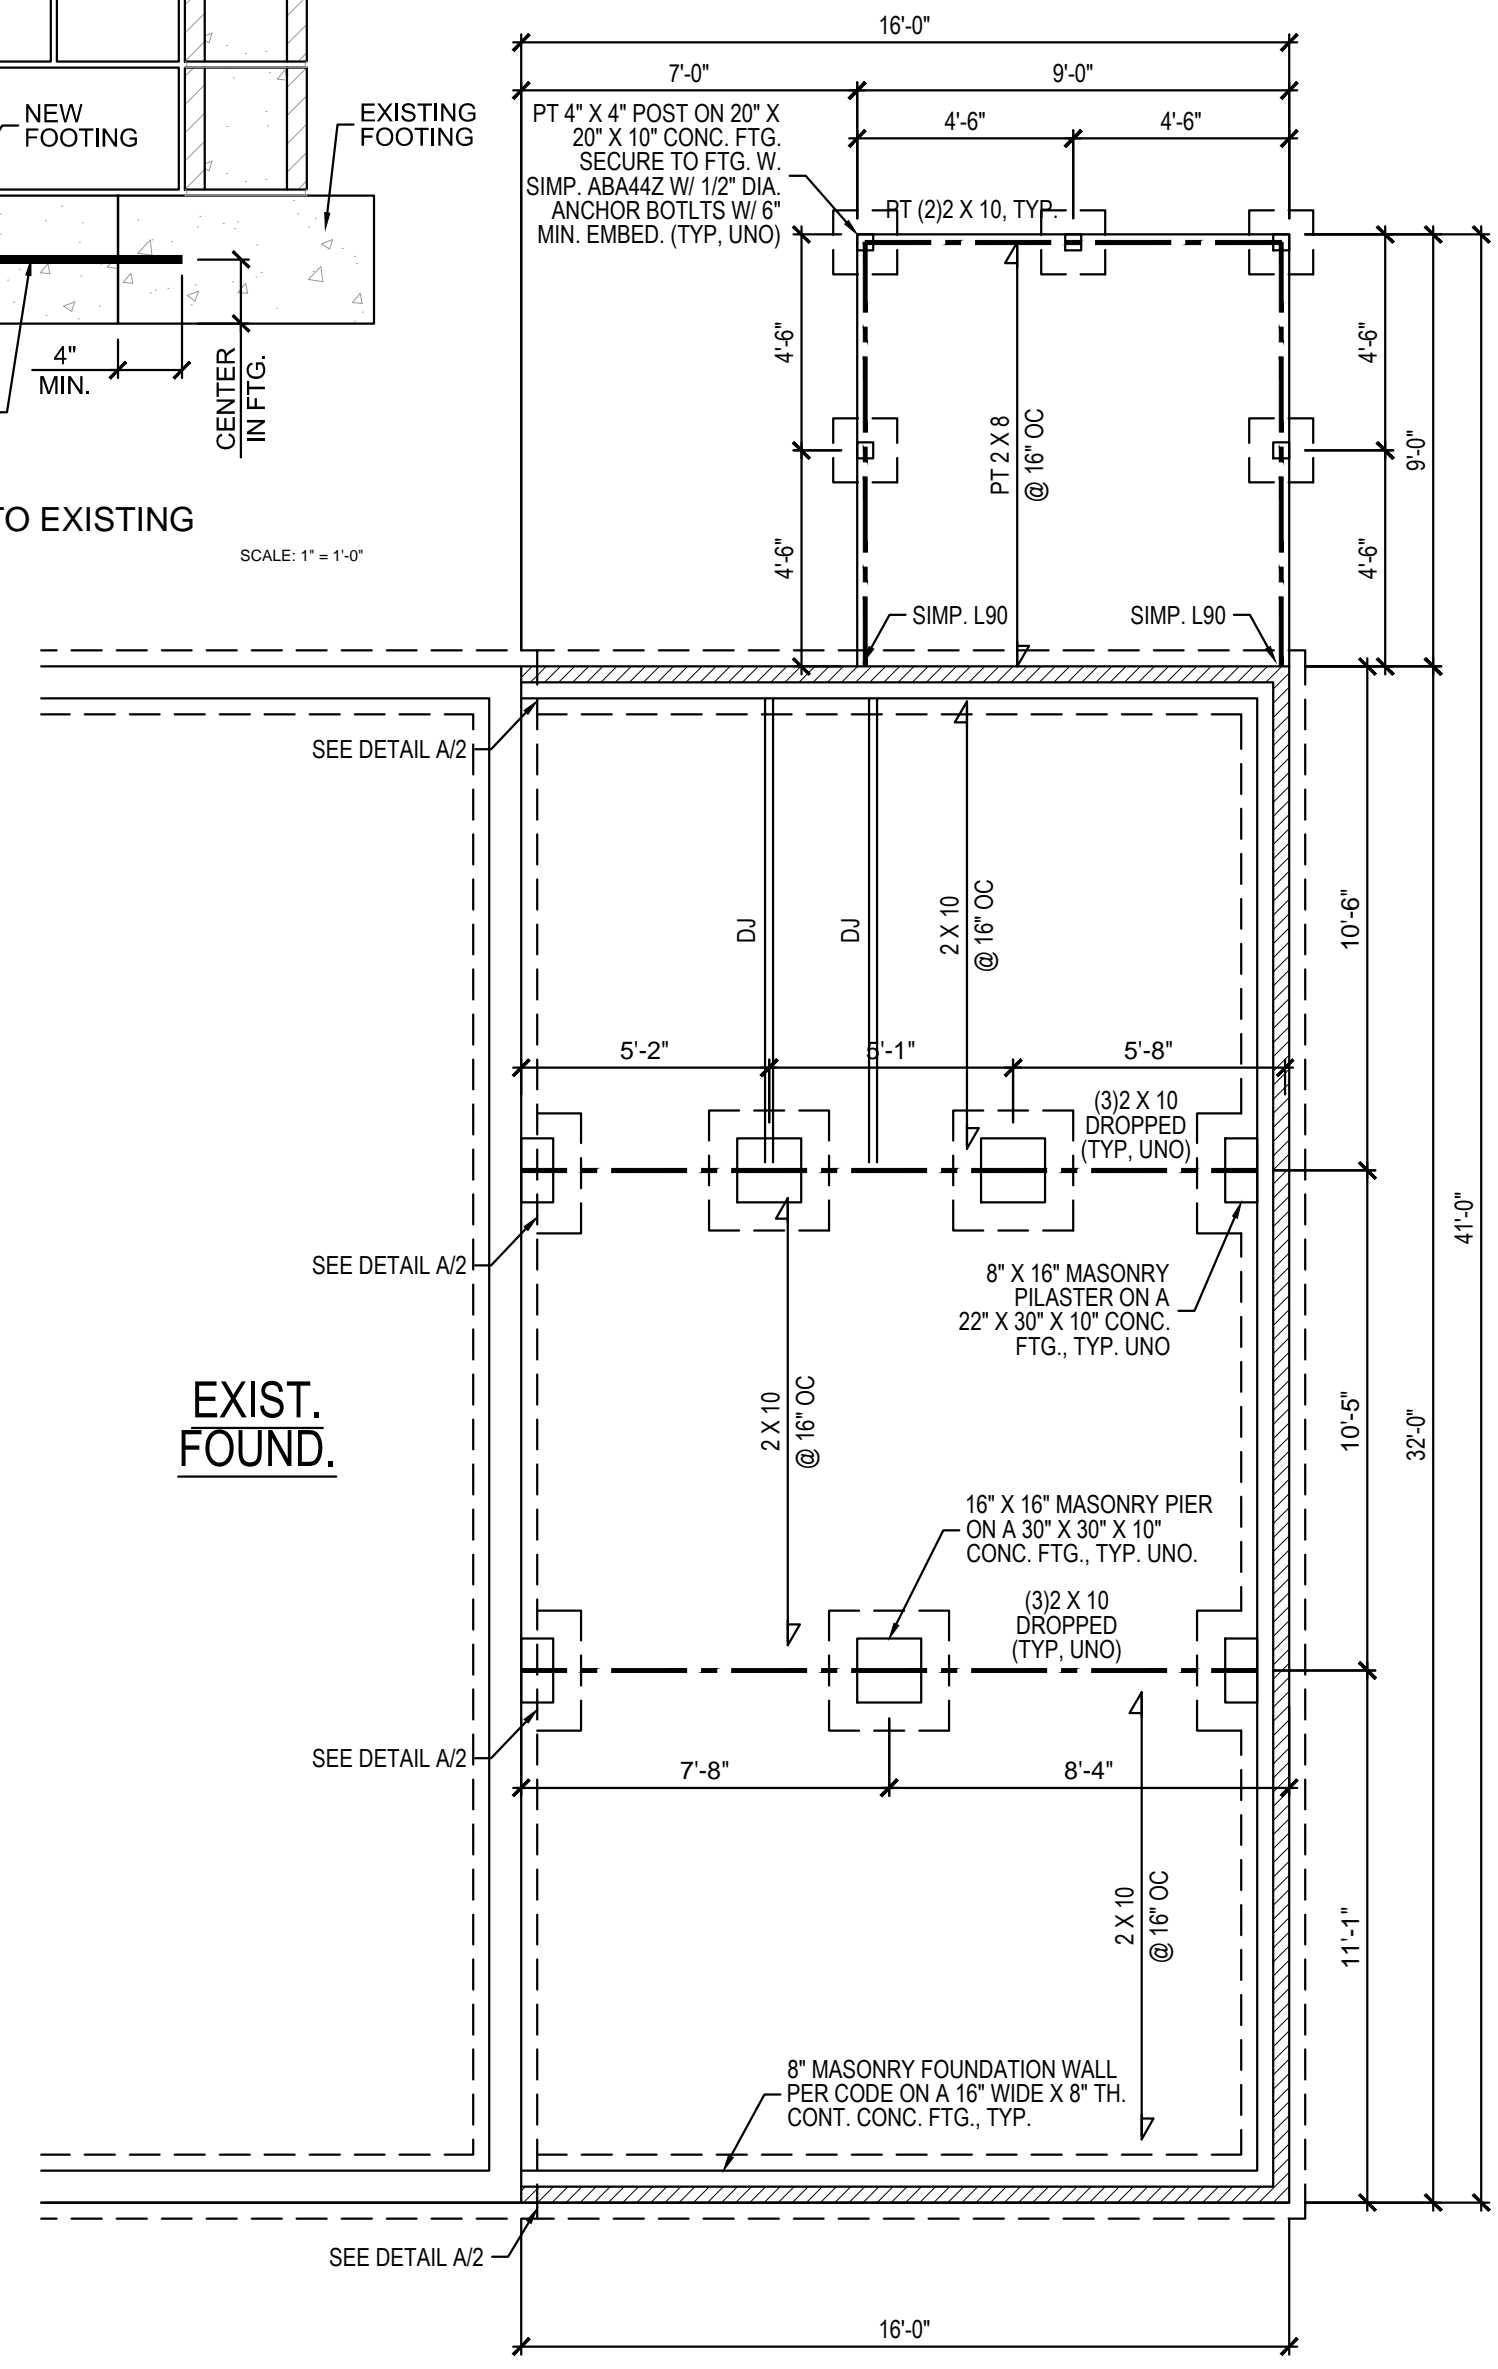 NEW
FOOTING
EXISTING
FOOTING
4"
MIN.
CENTER
IN FTG.
TO EXISTING
SCALE: 1" = 1'-0"
16'-0"
7'-0"
9'-0"
PT 4" X 4" POST ON 20" X
20" X 10" CONC. FTG.
SECURE TO FTG. W.
SIMP. ABA44Z W/ 1/2" DIA.
ANCHOR BOTLTS W/ 6"
MIN. EMBED. (TYP, UNO)
4'-6"
4'-6"
PT (2)2 X 10, TYP.
4'-6"
4'-6"
PT 2 X 8
@ 16" OC
4'-6"
4'-6"
9'-0"
SIMP. L90
SIMP. L90
SEE DETAIL A/2
DJ
DJ
2 X 10
@ 16" OC
10'-6"
5'-2"
5'-1"
5'-8"
(3)2 X 10
DROPPED
(TYP, UNO)
SEE DETAIL A/2
8" X 16" MASONRY
PILASTER ON A
22" X 30" X 10" CONC.
FTG., TYP. UNO
41'-0"
EXIST.
FOUND.
2 X 10
@ 16" OC
10'-5"
32'-0"
16" X 16" MASONRY PIER
ON A 30" X 30" X 10"
CONC. FTG., TYP. UNO.
(3)2 X 10
DROPPED
(TYP, UNO)
SEE DETAIL A/2
7'-8"
8'-4"
2 X 10
@ 16" OC
11'-1"
8" MASONRY FOUNDATION WALL
PER CODE ON A 16" WIDE X 8" TH.
CONT. CONC. FTG., TYP.
SEE DETAIL A/2
16'-0"